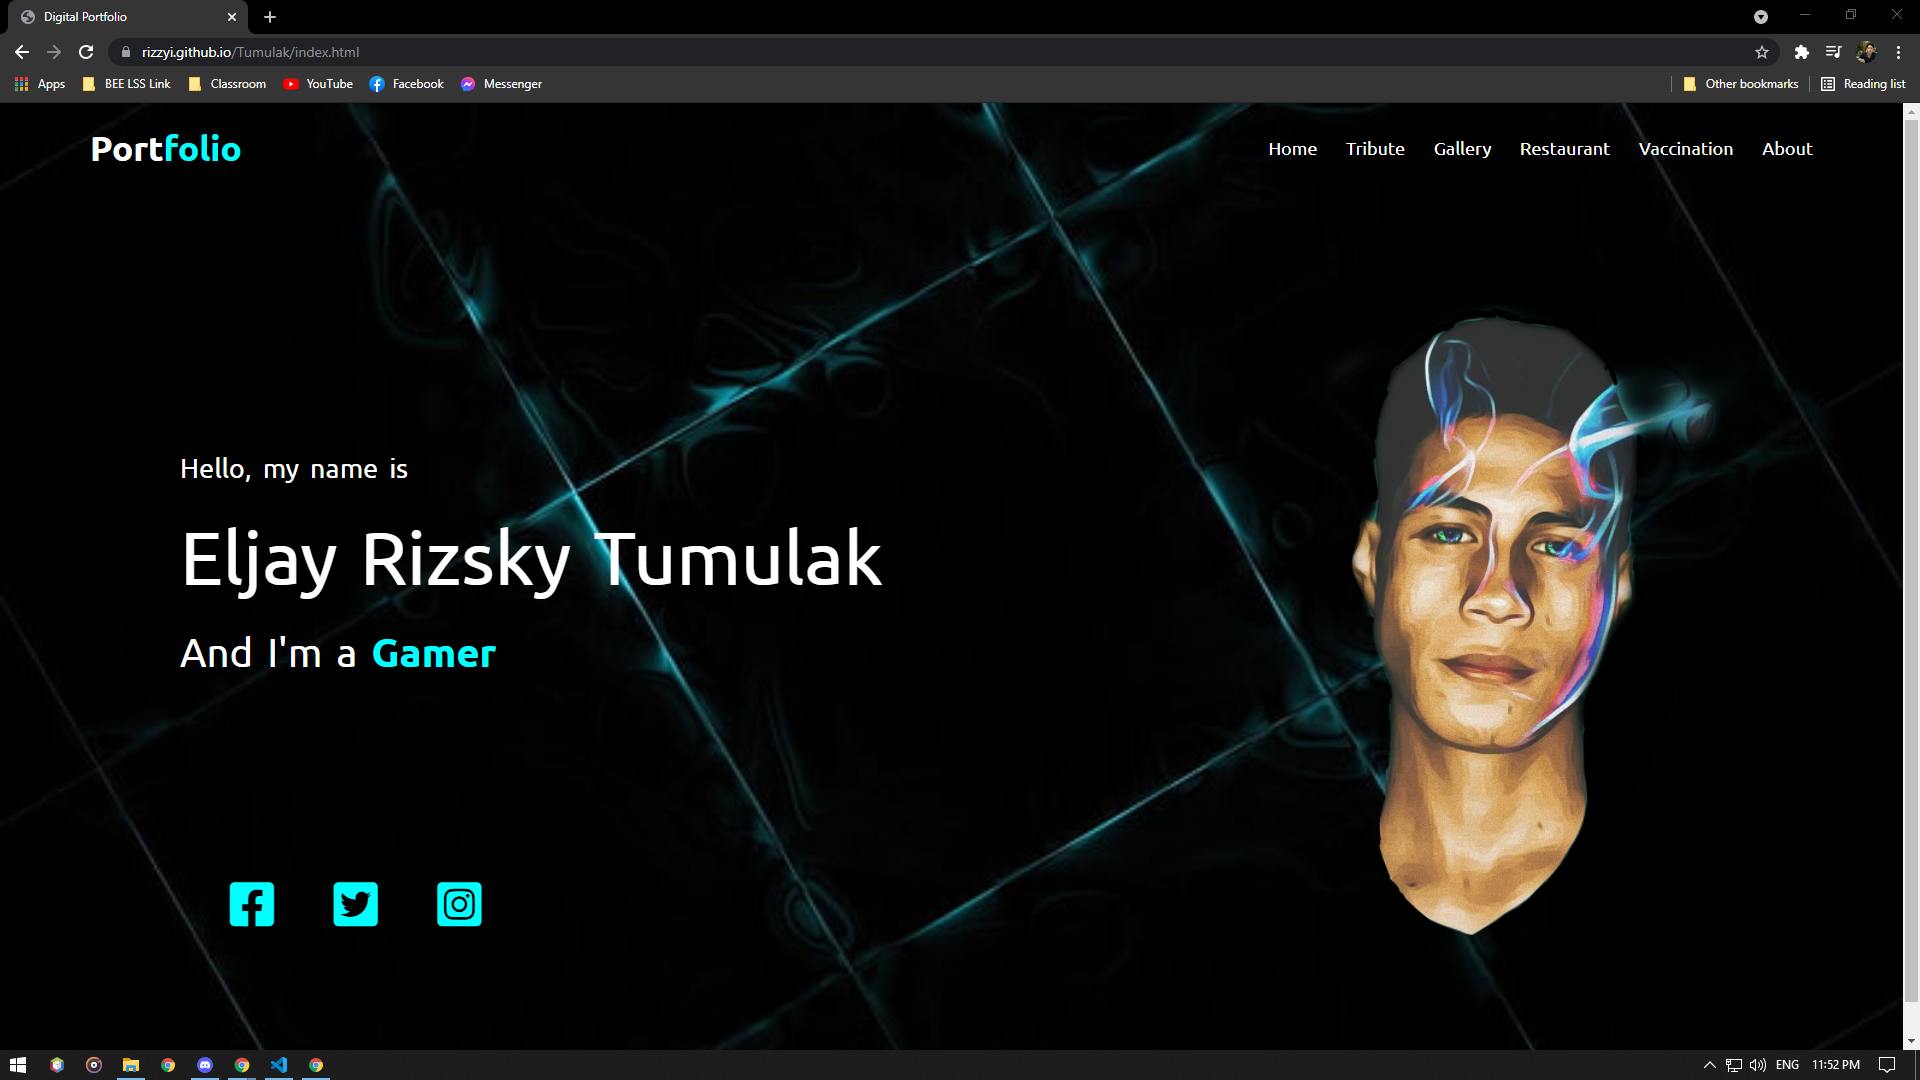 Digital Portfolio
rizzyi.github.io/Tumulak/index.html
Apps BEE LSS Link Classroom YouTube Facebook Messenger Other bookmarks Reading list
Portfolio Home Tribute Gallery Restaurant Vaccination About
Hello, my name is
Eljay Rizsky Tumulak
And I'm a Gamer
ENG 11:52 PM